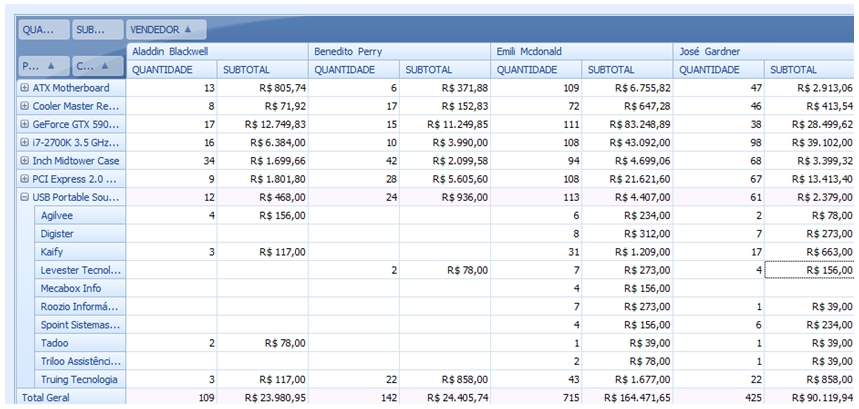 QUA... SUB... VENDEDOR
Aladdin Blackwell Benedito Perry Emili Mcdonald José Gardner
P... C... QUANTIDADE SUBTOTAL QUANTIDADE SUBTOTAL QUANTIDADE SUBTOTAL QUANTIDADE SUBTOTAL
ATX Motherboard 13 R$ 805,74 6 R$ 371,88 109 R$ 6.755,82 47 R$ 2.913,06
Cooler Master Re... 8 R$ 71,92 17 R$ 152,83 72 R$ 647,28 46 R$ 413,54
GeForce GTX 590... 17 R$ 12.749,83 15 R$ 11.249,85 111 R$ 83.248,89 38 R$ 28.499,62
i7-2700K 3.5 GHz... 16 R$ 6.384,00 10 R$ 3.990,00 108 R$ 43.092,00 98 R$ 39.102,00
Inch Midtower Case 34 R$ 1.699,66 42 R$ 2.099,58 94 R$ 4.699,06 68 R$ 3.399,32
PCI Express 2.0 ... 9 R$ 1.801,80 28 R$ 5.605,60 108 R$ 21.621,60 67 R$ 13.413,40
USB Portable Sou... 12 R$ 468,00 24 R$ 936,00 113 R$ 4.407,00 61 R$ 2.379,00
Agilvee 4 R$ 156,00 6 R$ 234,00 2 R$ 78,00
Digister 8 R$ 312,00 7 R$ 273,00
Kaify 3 R$ 117,00 31 R$ 1.209,00 17 R$ 663,00
Levester Tecnol... 2 R$ 78,00 7 R$ 273,00 4 R$ 156,00
Mecabox Info 4 R$ 156,00
Roozio Informá... 7 R$ 273,00 1 R$ 39,00
Spoint Sistemas... 4 R$ 156,00 6 R$ 234,00
Tadoo 2 R$ 78,00 1 R$ 39,00 1 R$ 39,00
Triloo Assistênci... 2 R$ 78,00 1 R$ 39,00
Truing Tecnologia 3 R$ 117,00 22 R$ 858,00 43 R$ 1.677,00 22 R$ 858,00
Total Geral 109 R$ 23.980,95 142 R$ 24.405,74 715 R$ 164.471,65 425 R$ 90.119,94